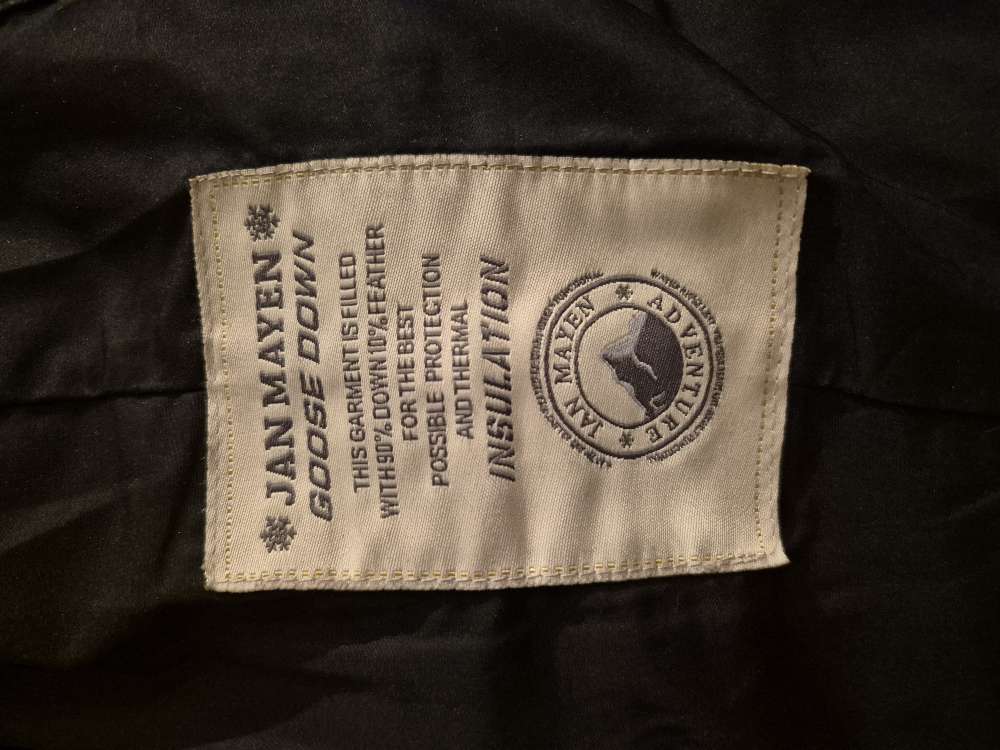 JAN MAYEN
GOOSE DOWN
THIS GARMENT IS FILLED
WITH 90% DOWN 10% FEATHER
FOR THE BEST
POSSIBLE PROTECTION
AND THERMAL
INSULATION
JAN MAYEN
ADVENTURE